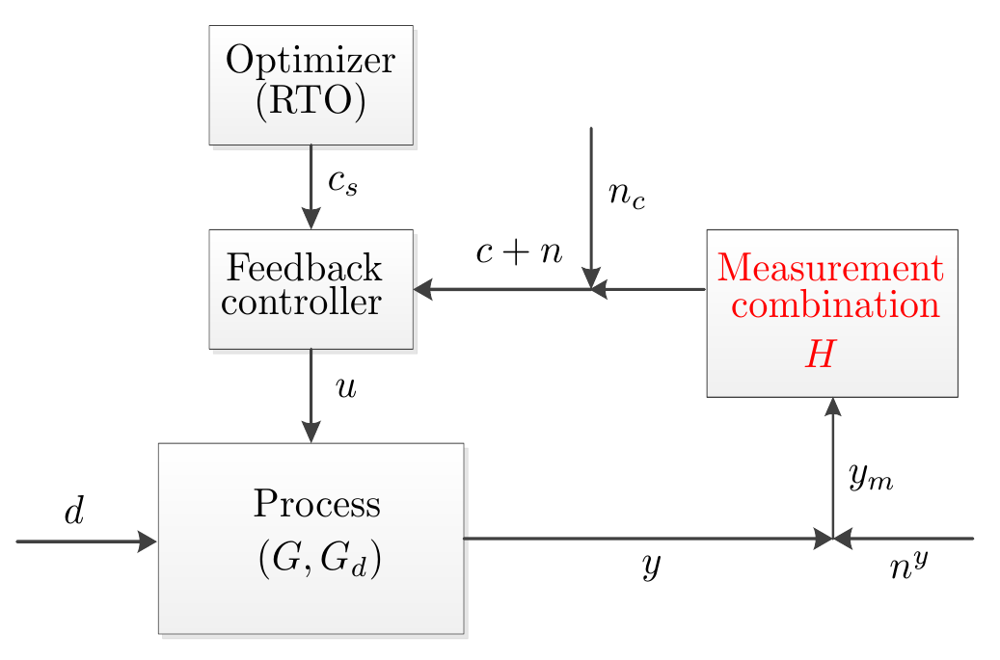 Optimizer
(RTO)
c_s
n_c
c + n
Feedback
controller
Measurement
combination
H
u
y_m
d
Process
(G, G_d)
y
n^y